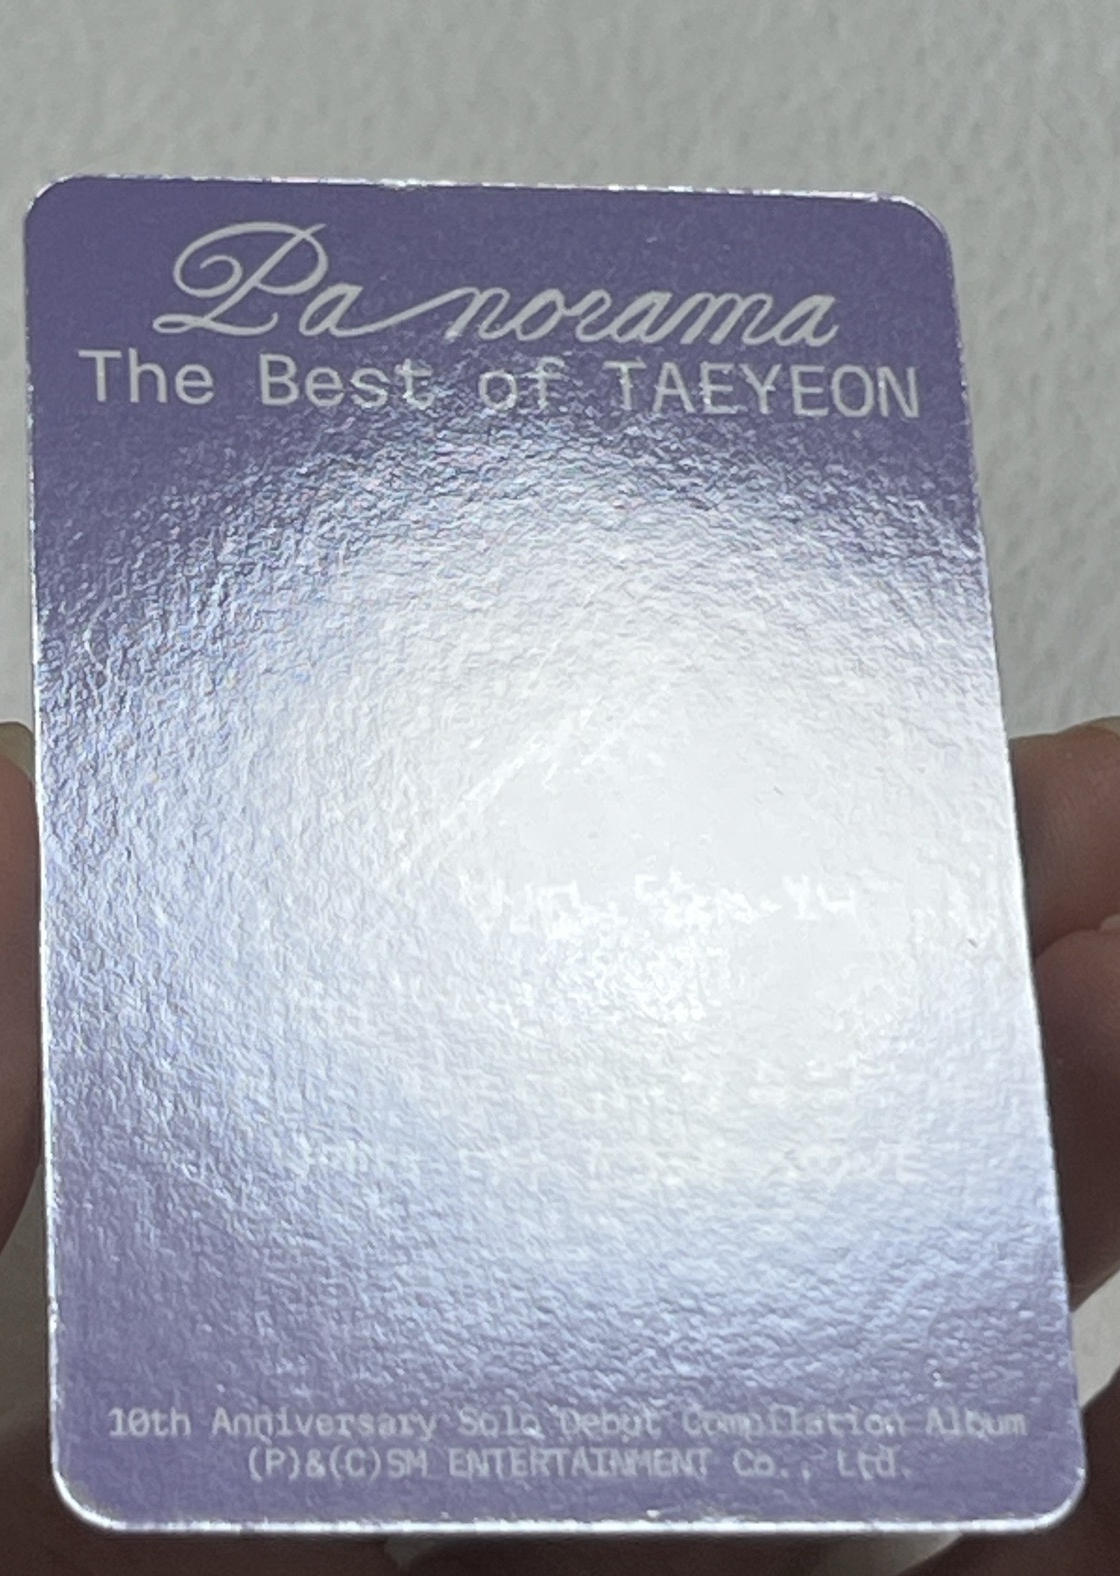 Panorama
The Best of TAEYEON
10th Anniversary Solo Debut Compilation Album
(P)&(C)SM ENTERTAINMENT Co., Ltd.